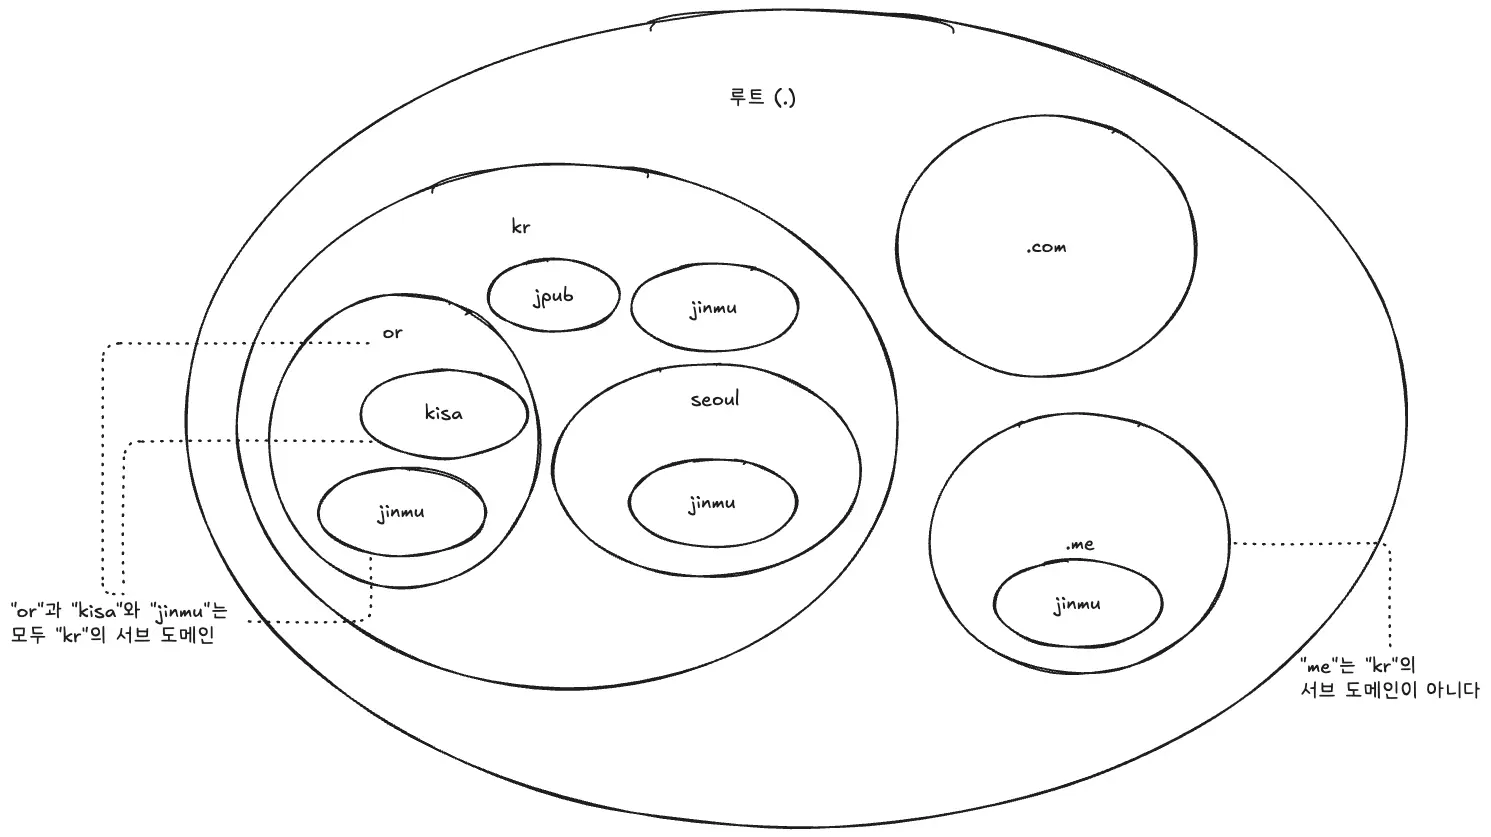 루트 (.)
kr
.com
jpub
jinmu
or
seoul
kisa
jinmu
jinmu
.me
jinmu
"or"과 "kisa"와 "jinmu"는
모두 "kr"의 서브 도메인
"me"는 "kr"의
서브 도메인이 아니다